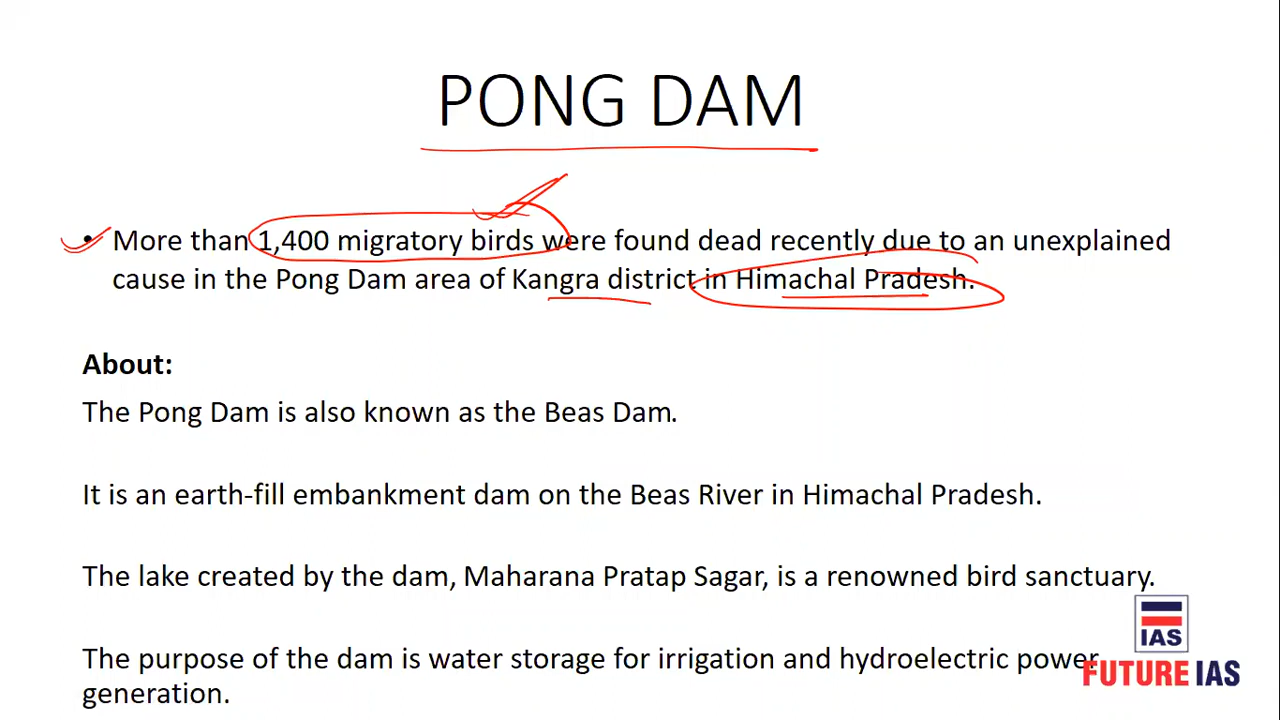 PONG DAM
• More than 1,400 migratory birds were found dead recently due to an unexplained
cause in the Pong Dam area of Kangra district in Himachal Pradesh.
About:
The Pong Dam is also known as the Beas Dam.
It is an earth-fill embankment dam on the Beas River in Himachal Pradesh.
The lake created by the dam, Maharana Pratap Sagar, is a renowned bird sanctuary.
The purpose of the dam is water storage for irrigation and hydroelectric power
generation.
IAS
FUTURE IAS